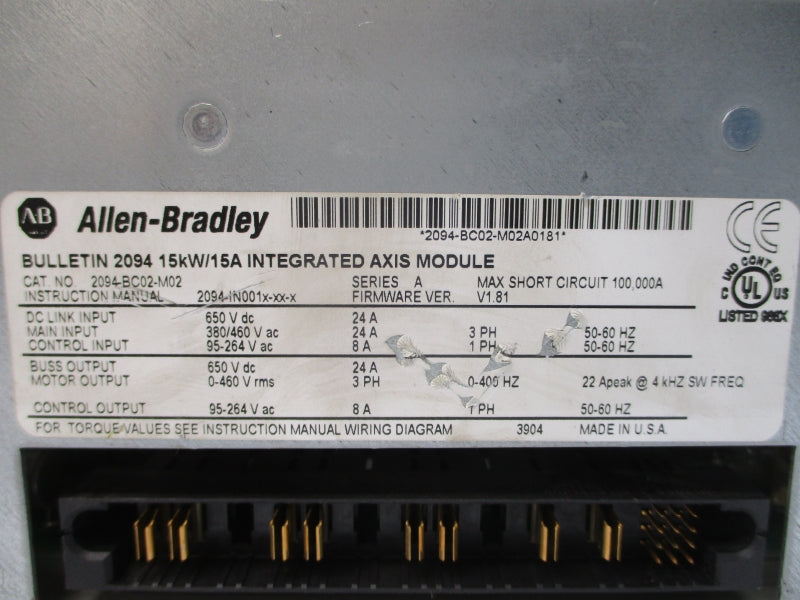 AB Allen-Bradley
*2094-BC02-M02A0181*
CE
BULLETIN 2094 15kW/15A INTEGRATED AXIS MODULE
CAT. NO. 2094-BC02-M02 SERIES A MAX SHORT CIRCUIT 100,000A
INSTRUCTION MANUAL 2094-IN001x-xx-x FIRMWARE VER. V1.81
IND CONT EQ
C UL US
LISTED
DC LINK INPUT 650 V dc 24 A
MAIN INPUT 380/460 V ac 24 A 3 PH 50-60 HZ
CONTROL INPUT 95-264 V ac 8 A 1 PH 50-60 HZ
BUSS OUTPUT 650 V dc 24 A
MOTOR OUTPUT 0-460 V rms 3 PH 0-400 HZ 22 Apeak @ 4 kHZ SW FREQ
CONTROL OUTPUT 95-264 V ac 8 A 1 PH 50-60 HZ
FOR TORQUE VALUES SEE INSTRUCTION MANUAL WIRING DIAGRAM 3904 MADE IN U.S.A.